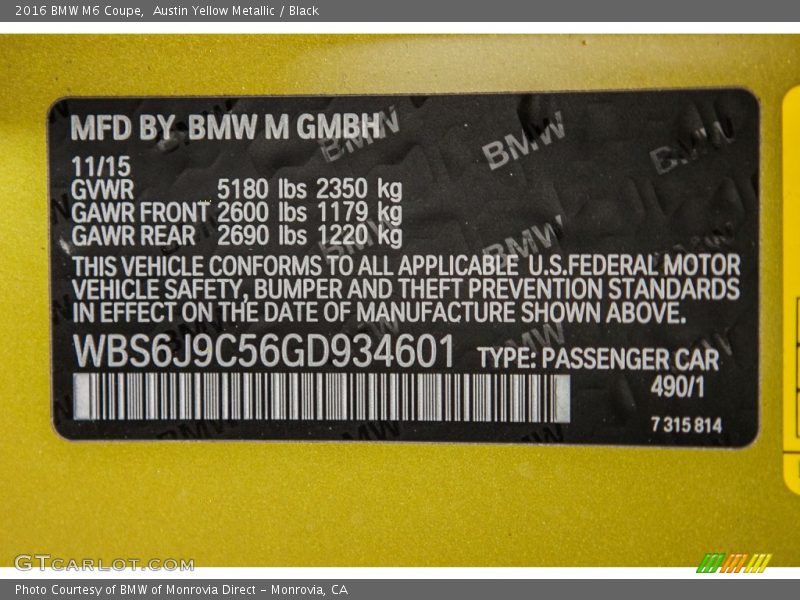 2016 BMW M6 Coupe,  Austin Yellow Metallic / Black
MFD BY BMW M GMBH
11/15
GVWR 5180 lbs 2350 kg
GAWR FRONT 2600 lbs 1179 kg
GAWR REAR 2690 lbs 1220 kg
THIS VEHICLE CONFORMS TO ALL APPLICABLE U.S.FEDERAL MOTOR
VEHICLE SAFETY, BUMPER AND THEFT PREVENTION STANDARDS
IN EFFECT ON THE DATE OF MANUFACTURE SHOWN ABOVE.
WBS6J9C56GD934601 TYPE: PASSENGER CAR
490/1
7 315 814
GTCARLOT.COM
Photo Courtesy of BMW of Monrovia Direct - Monrovia, CA